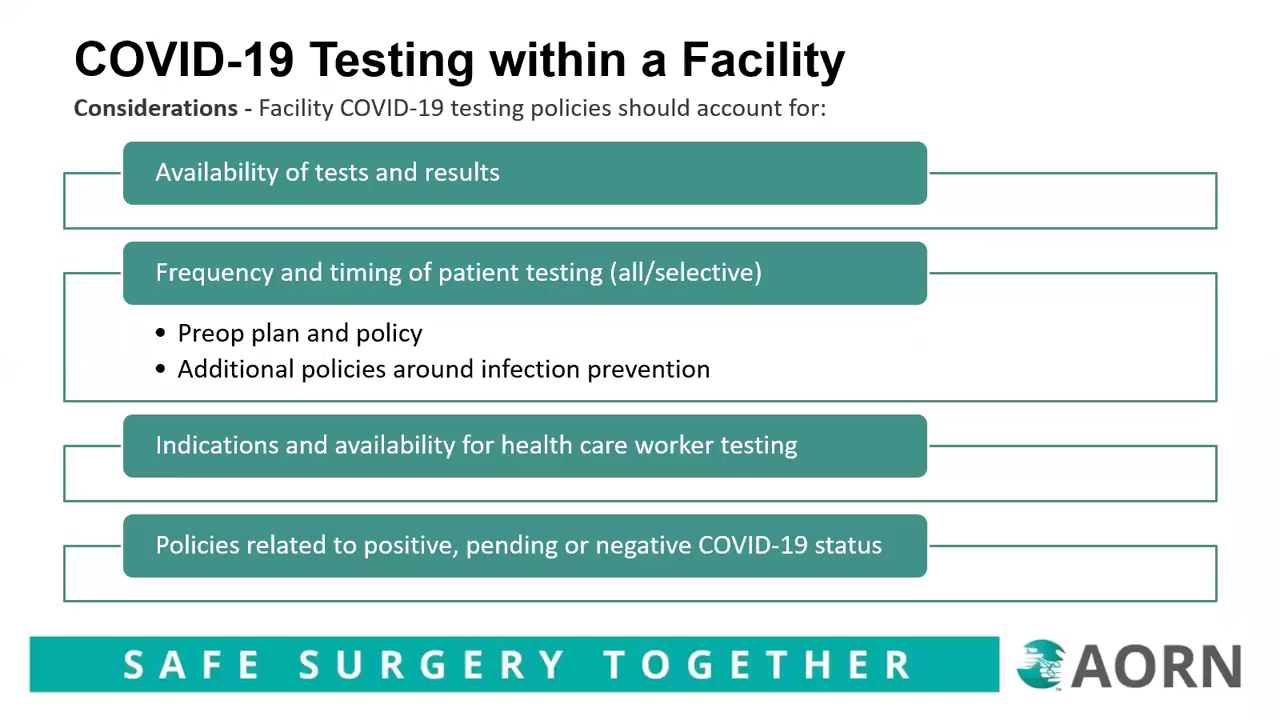 COVID-19 Testing within a Facility
Considerations - Facility COVID-19 testing policies should account for:
Availability of tests and results
Frequency and timing of patient testing (all/selective)
• Preop plan and policy
• Additional policies around infection prevention
Indications and availability for health care worker testing
Policies related to positive, pending or negative COVID-19 status
SAFE SURGERY TOGETHER
AORN